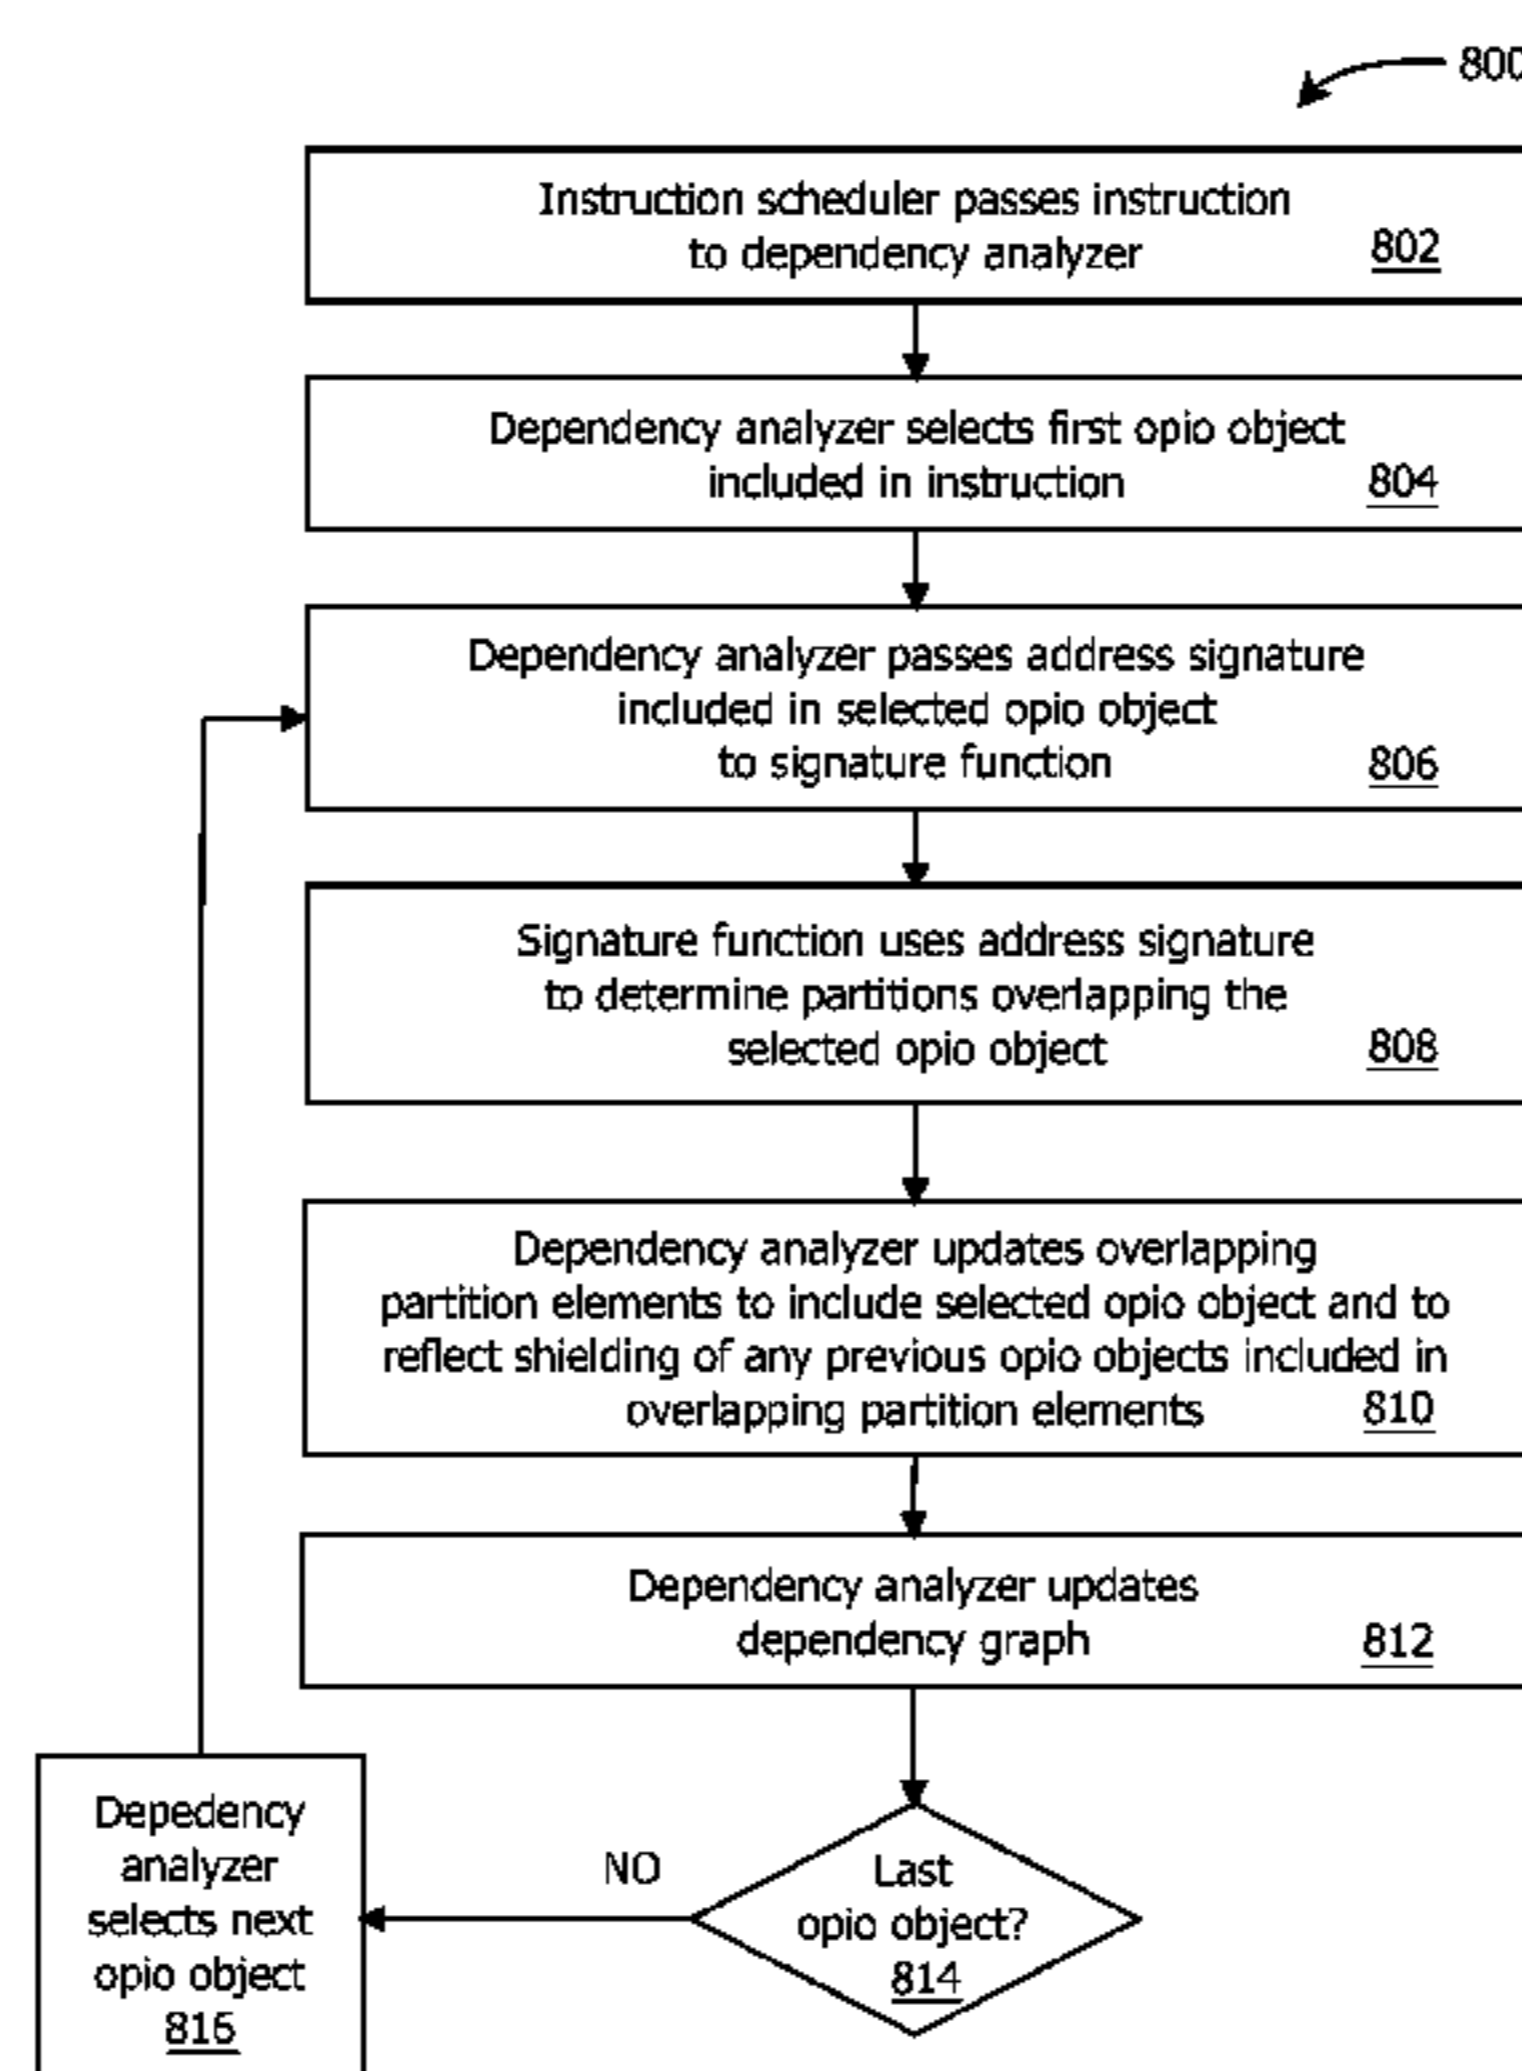 800
Instruction scheduler passes instruction
to dependency analyzer
802
Dependency analyzer selects first opio object
included in instruction
804
Dependency analyzer passes address signature
included in selected opio object
to signature function
806
Signature function uses address signature
to determine partitions overlapping the
selected opio object
808
Dependency analyzer updates overlapping
partition elements to include selected opio object and to
reflect shielding of any previous opio objects included in
overlapping partition elements
810
Dependency analyzer updates
dependency graph
812
Last
opio object?
814
NO
Depedency
analyzer
selects next
opio object
816